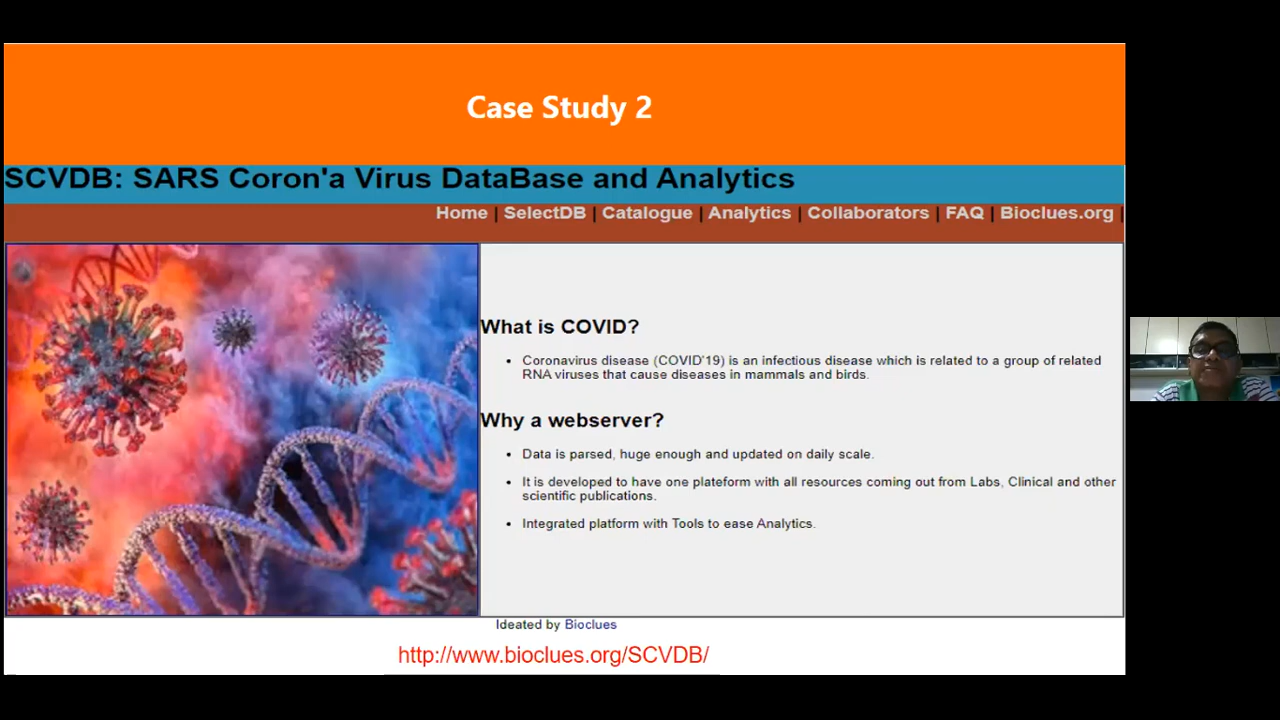 Case Study 2
SCVDB: SARS Coron'a Virus DataBase and Analytics
Home | SelectDB | Catalogue | Analytics | Collaborators | FAQ | Bioclues.org |
What is COVID?
• Coronavirus disease (COVID'19) is an infectious disease which is related to a group of related
RNA viruses that cause diseases in mammals and birds.
Why a webserver?
• Data is parsed, huge enough and updated on daily scale.
• It is developed to have one plateform with all resources coming out from Labs, Clinical and other
scientific publications.
• Integrated platform with Tools to ease Analytics.
Ideated by Bioclues
http://www.bioclues.org/SCVDB/